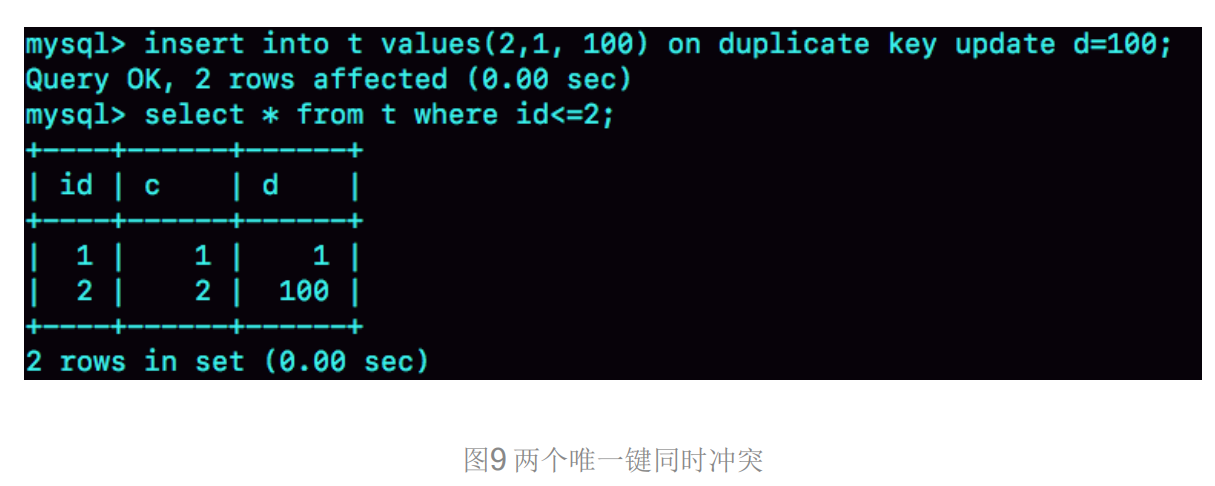 mysql> insert into t values(2,1, 100) on duplicate key update d=100;
Query OK, 2 rows affected (0.00 sec)
mysql> select * from t where id<=2;
+----+------+------+
| id | c    | d    |
+----+------+------+
|  1 |    1 |    1 |
|  2 |    2 |  100 |
+----+------+------+
2 rows in set (0.00 sec)
图9 两个唯一键同时冲突